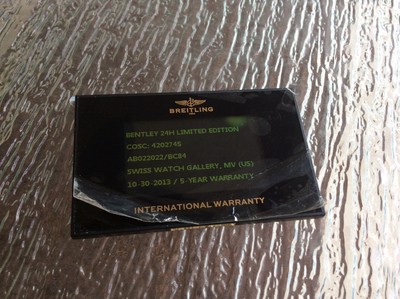 BREITLING
BENTLEY 24H LIMITED EDITION
COSC: 4202745
AB022022/BC84
SWISS WATCH GALLERY, MV (US)
10-30-2013 / 5-YEAR WARRANTY
INTERNATIONAL WARRANTY